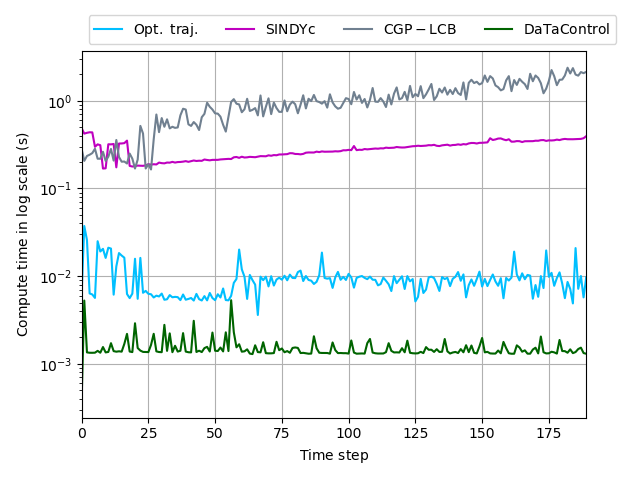 Opt. traj. SINDYc CGP − LCB DaTaControl
Compute time in log scale (s)
10⁰
10⁻¹
10⁻²
10⁻³
0 25 50 75 100 125 150 175
Time step